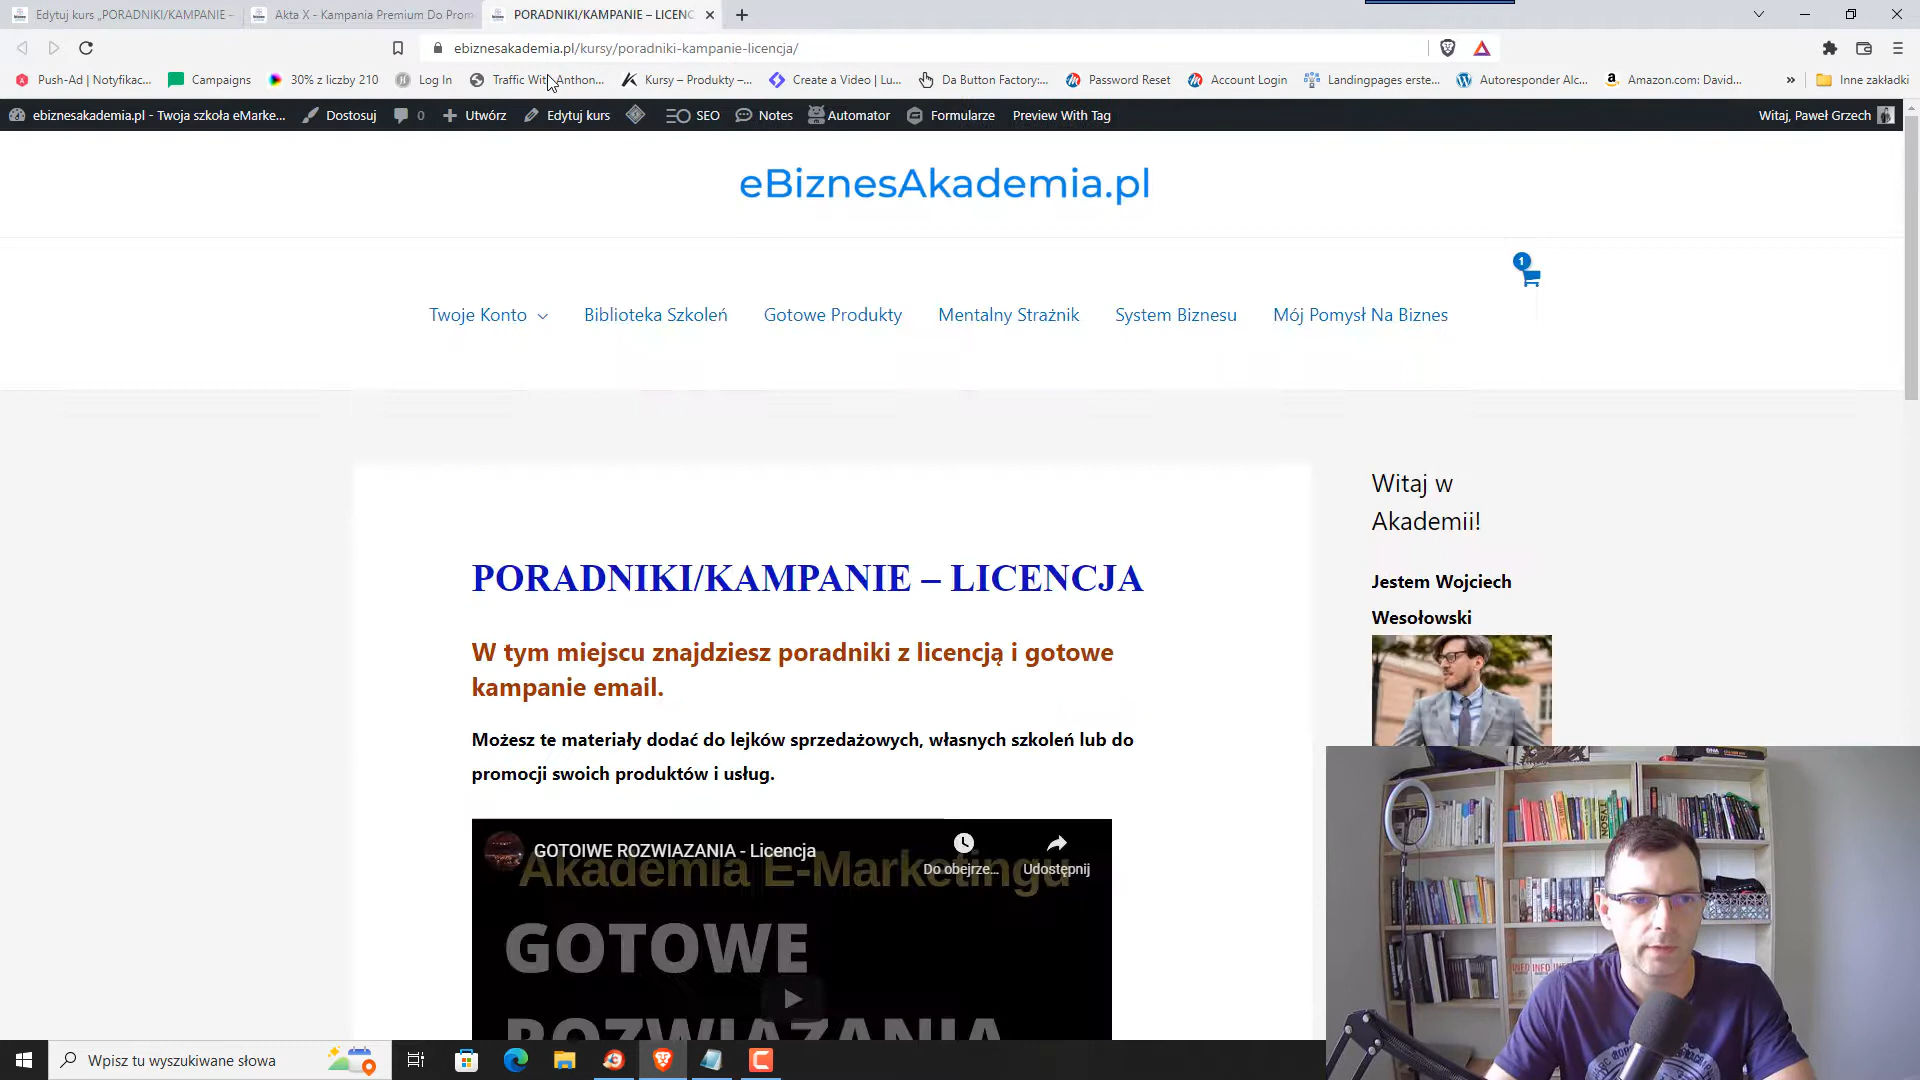 Edytuj kurs „PORADNIKI/KAMPANIE –
Akta X - Kampania Premium Do Prom
PORADNIKI/KAMPANIE – LICENC
ebiznesakademia.pl/kursy/poradniki-kampanie-licencja/
Push-Ad | Notyfikac...
Campaigns
30% z liczby 210
Log In
Traffic With Anthon...
Kursy – Produkty –...
Create a Video | Lu...
Da Button Factory:...
Password Reset
Account Login
Landingpages erste...
Autoresponder Alc...
Amazon.com: David...
»
Inne zakładki
ebiznesakademia.pl - Twoja szkoła eMarke...
Dostosuj
0
Utwórz
Edytuj kurs
SEO
Notes
Automator
Formularze
Preview With Tag
Witaj, Paweł Grzech
eBiznesAkademia.pl
1
Twoje Konto
Biblioteka Szkoleń
Gotowe Produkty
Mentalny Strażnik
System Biznesu
Mój Pomysł Na Biznes
PORADNIKI/KAMPANIE – LICENCJA
W tym miejscu znajdziesz poradniki z licencją i gotowe
kampanie email.
Możesz te materiały dodać do lejków sprzedażowych, własnych szkoleń lub do
promocji swoich produktów i usług.
GOTOIWE ROZWIAZANIA - Licencja
Do obejrze...
Udostępnij
Akademia E-Marketingu
GOTOWE
ROZWIĄZANIA
Witaj w
Akademii!
Jestem Wojciech
Wesołowski
Wpisz tu wyszukiwane słowa